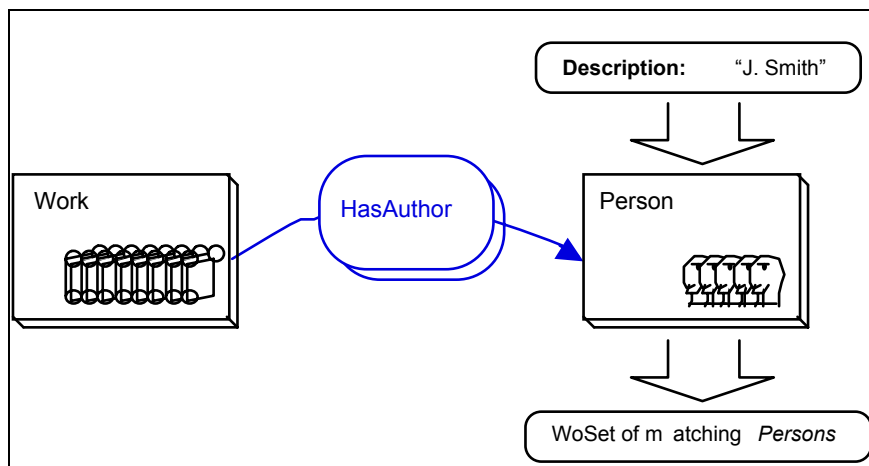 Description: “J. Smith”
Work
HasAuthor
Person
WoSet of m atching Persons